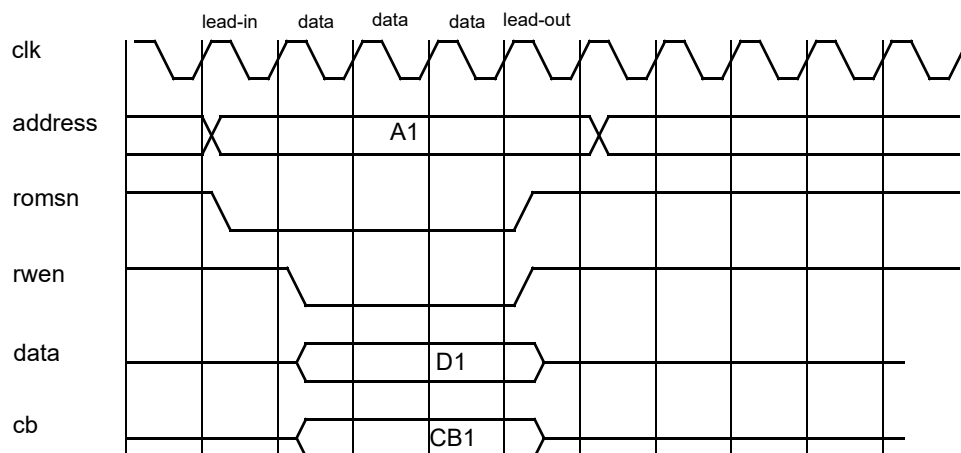 lead-in data data data lead-out
clk
address
A1
romsn
rwen
data
D1
cb
CB1